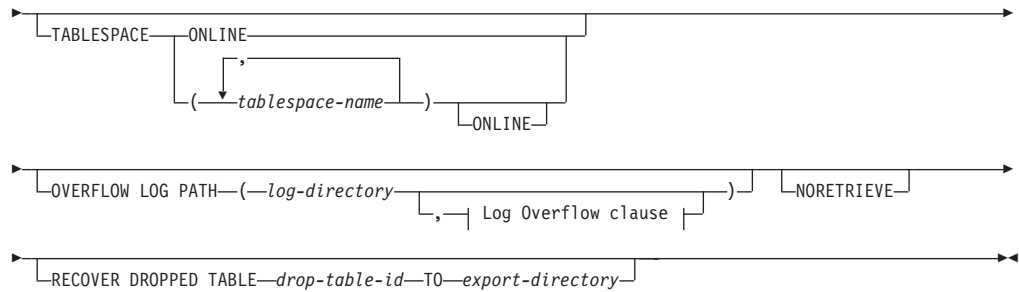 TABLESPACE ONLINE
,
( tablespace-name )
ONLINE
OVERFLOW LOG PATH ( log-directory ) NORETRIEVE
, Log Overflow clause
RECOVER DROPPED TABLE drop-table-id TO export-directory